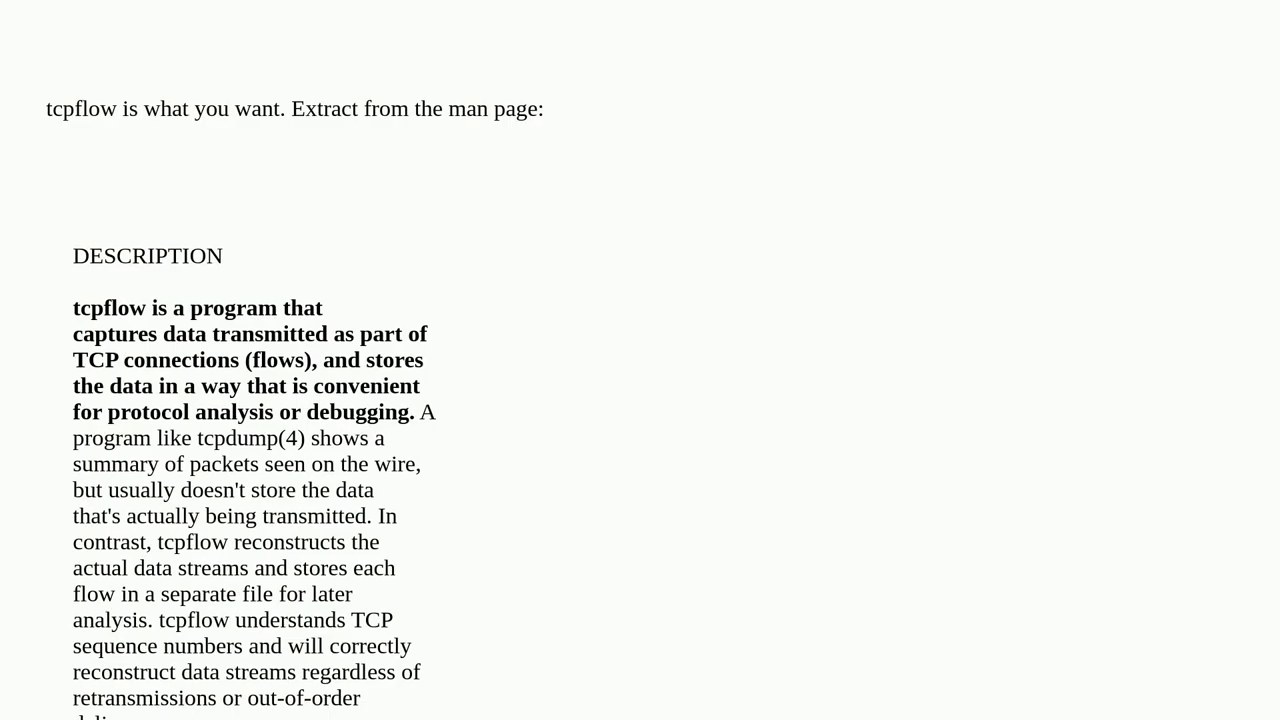 tcpflow is what you want. Extract from the man page:
DESCRIPTION
tcpflow is a program that
captures data transmitted as part of
TCP connections (flows), and stores
the data in a way that is convenient
for protocol analysis or debugging. A
program like tcpdump(4) shows a
summary of packets seen on the wire,
but usually doesn't store the data
that's actually being transmitted. In
contrast, tcpflow reconstructs the
actual data streams and stores each
flow in a separate file for later
analysis. tcpflow understands TCP
sequence numbers and will correctly
reconstruct data streams regardless of
retransmissions or out-of-order